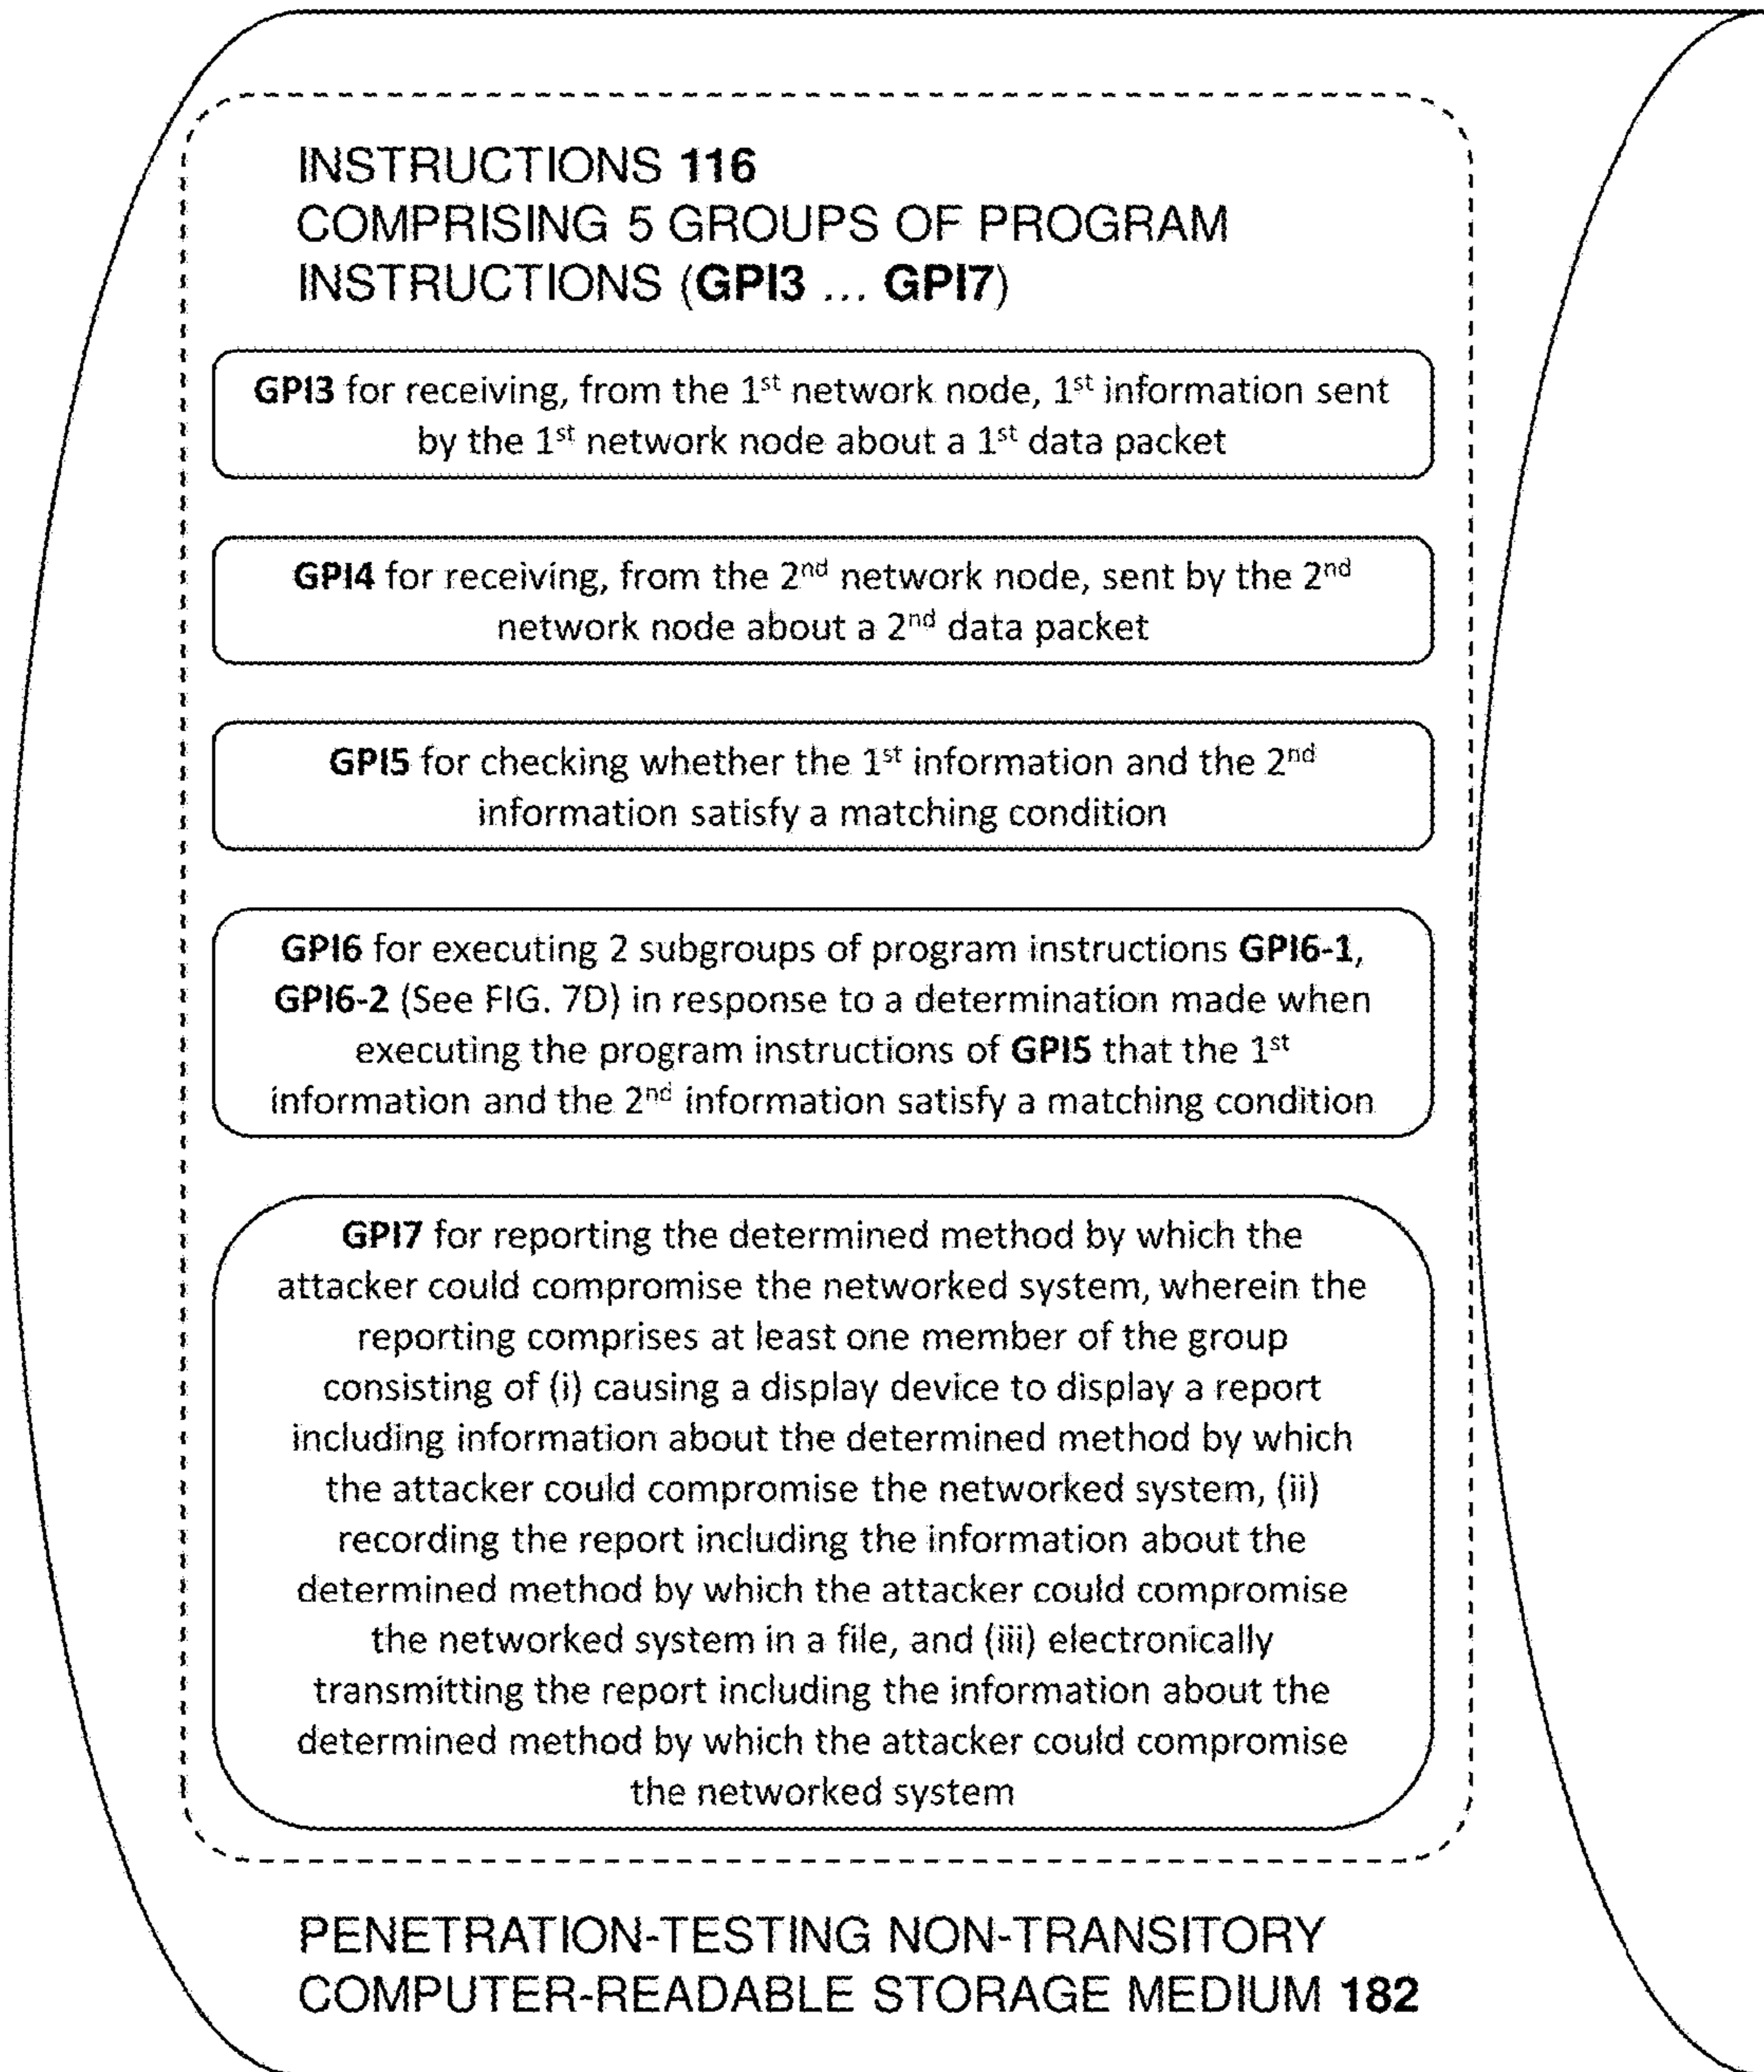 INSTRUCTIONS 116
COMPRISING 5 GROUPS OF PROGRAM
INSTRUCTIONS (GPI3 ... GPI7)
GPI3 for receiving, from the 1st network node, 1st information sent
by the 1st network node about a 1st data packet
GPI4 for receiving, from the 2nd network node, sent by the 2nd
network node about a 2nd data packet
GPI5 for checking whether the 1st information and the 2nd
information satisfy a matching condition
GPI6 for executing 2 subgroups of program instructions GPI6-1,
GPI6-2 (See FIG. 7D) in response to a determination made when
executing the program instructions of GPI5 that the 1st
information and the 2nd information satisfy a matching condition
GPI7 for reporting the determined method by which the
attacker could compromise the networked system, wherein the
reporting comprises at least one member of the group
consisting of (i) causing a display device to display a report
including information about the determined method by which
the attacker could compromise the networked system, (ii)
recording the report including the information about the
determined method by which the attacker could compromise
the networked system in a file, and (iii) electronically
transmitting the report including the information about the
determined method by which the attacker could compromise
the networked system
PENETRATION-TESTING NON-TRANSITORY
COMPUTER-READABLE STORAGE MEDIUM 182